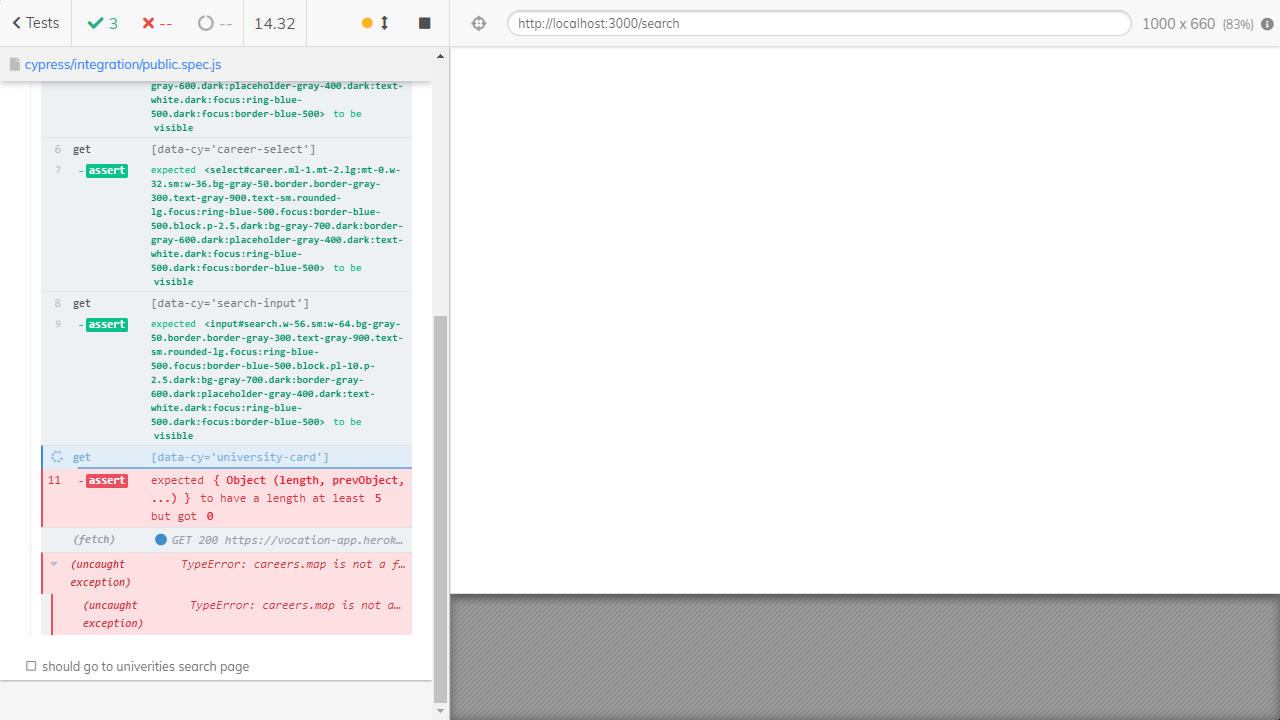 Tests
3
--
--
14.32
http://localhost:3000/search
1000 x 660 (83%)
cypress/integration/public.spec.js
gray-600.dark:placeholder-gray-400.dark:text-
white.dark:focus:ring-blue-
500.dark:focus:border-blue-500> to be
visible
6 get [data-cy='career-select']
7 -assert expected <select#career.ml-1.mt-2.lg:mt-0.w-
32.sm:w-36.bg-gray-50.border.border-gray-
300.text-gray-900.text-sm.rounded-
lg.focus:ring-blue-500.focus:border-blue-
500.block.p-2.5.dark:bg-gray-700.dark:border-
gray-600.dark:placeholder-gray-400.dark:text-
white.dark:focus:ring-blue-
500.dark:focus:border-blue-500> to be
visible
8 get [data-cy='search-input']
9 -assert expected <input#search.w-56.sm:w-64.bg-gray-
50.border.border-gray-300.text-gray-900.text-
sm.rounded-lg.focus:ring-blue-
500.focus:border-blue-500.block.pl-10.p-
2.5.dark:bg-gray-700.dark:border-gray-
600.dark:placeholder-gray-400.dark:text-
white.dark:focus:ring-blue-
500.dark:focus:border-blue-500> to be
visible
get [data-cy='university-card']
11 -assert expected { Object (length, prevObject,
...) } to have a length at least 5
but got 0
(fetch) GET 200 https://vocation-app.herok…
(uncaught TypeError: careers.map is not a f…
exception)
(uncaught TypeError: careers.map is not a…
exception)
should go to univerities search page